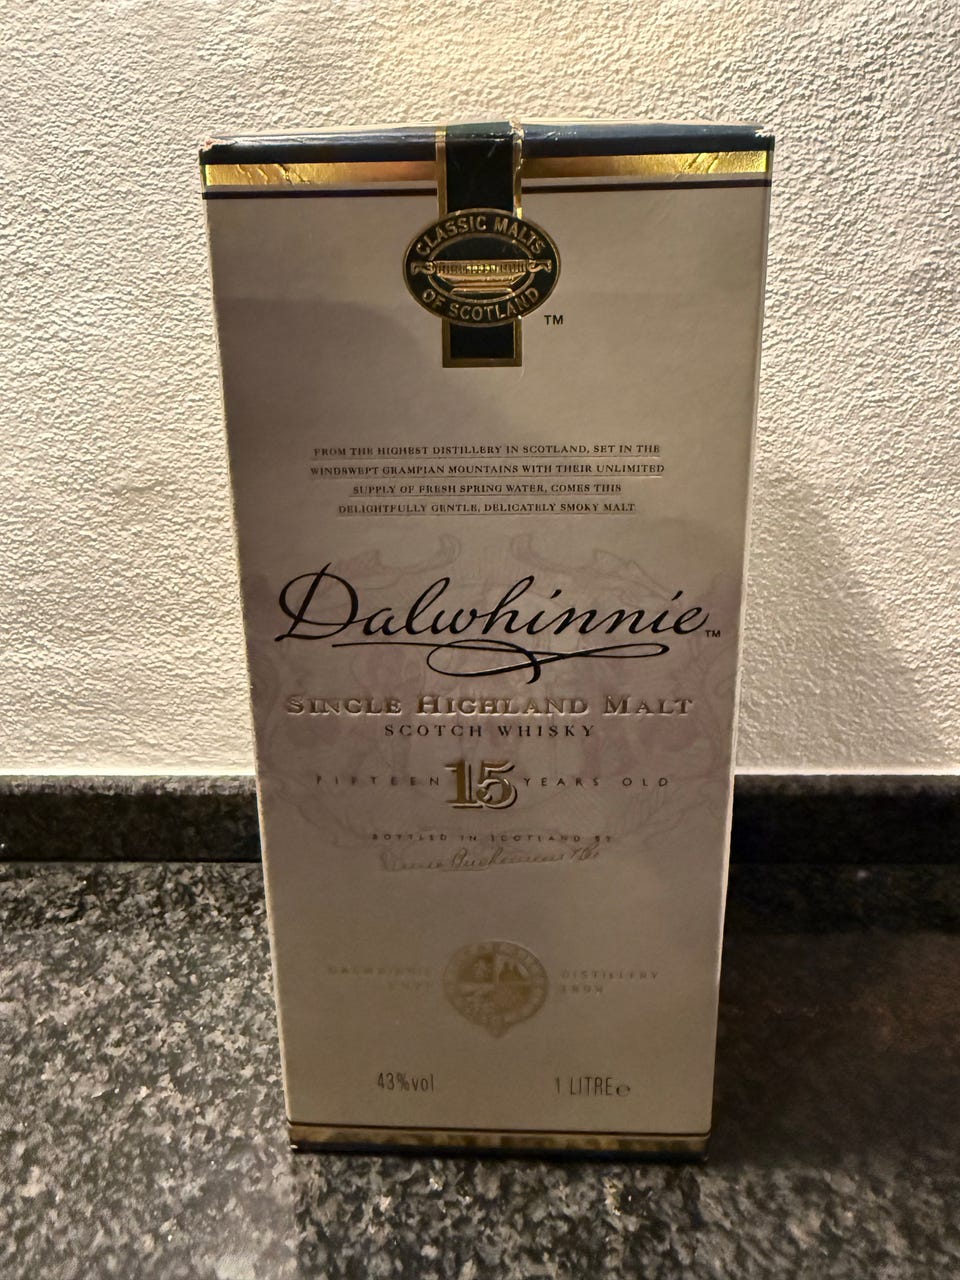 CLASSIC MALTS
OF SCOTLAND
TM
FROM THE HIGHEST DISTILLERY IN SCOTLAND, SET IN THE
WINDSWEPT GRAMPIAN MOUNTAINS WITH THEIR UNLIMITED
SUPPLY OF FRESH SPRING WATER, COMES THIS
DELIGHTFULLY GENTLE, DELICATELY SMOKY MALT
Dalwhinnie TM
SINGLE HIGHLAND MALT
SCOTCH WHISKY
FIFTEEN 15 YEARS OLD
BOTTLED IN SCOTLAND BY
DALWHINNIE DISTILLERY
43%vol 1 LITRE e